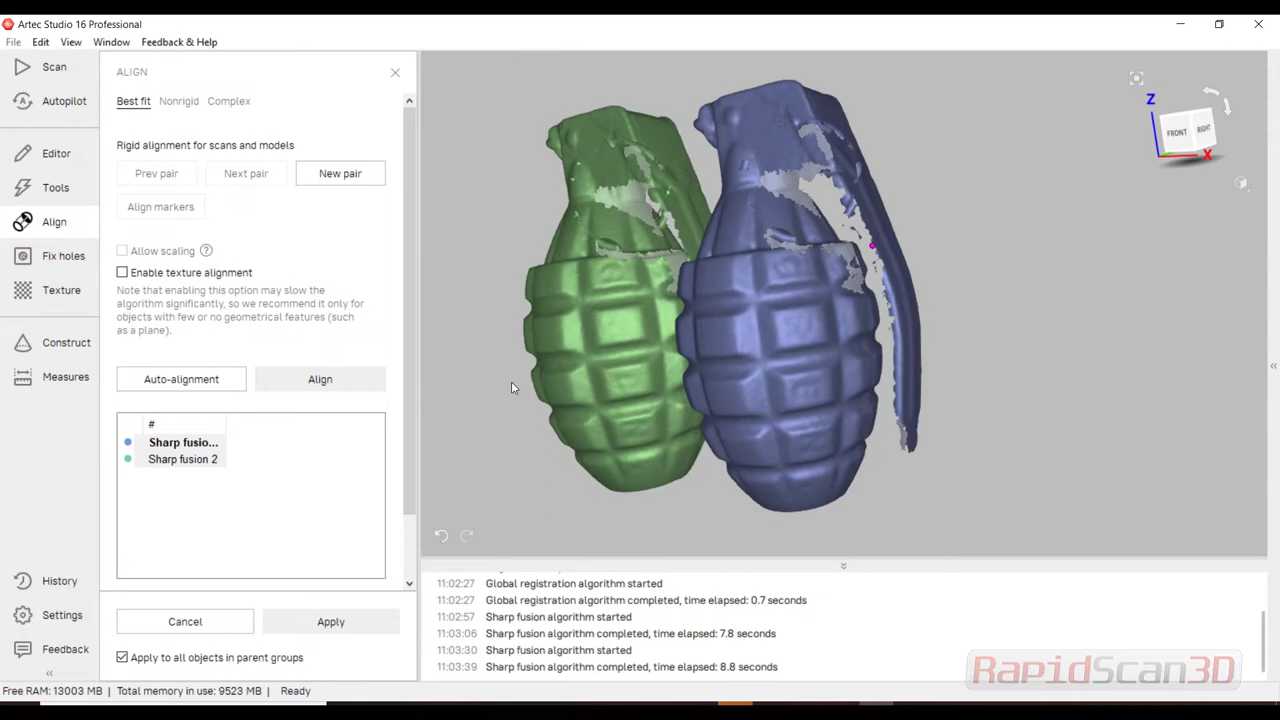 Artec Studio 16 Professional
File Edit View Window Feedback & Help
Scan
Autopilot
Editor
Tools
Align
Fix holes
Texture
Construct
Measures
History
Settings
Feedback
«
ALIGN
Best fit Nonrigid Complex
Rigid alignment for scans and models
Prev pair Next pair New pair
Align markers
Allow scaling ?
Enable texture alignment
Note that enabling this option may slow the
algorithm significantly, so we recommend it only for
objects with few or no geometrical features (such
as a plane).
Auto-alignment Align
#
Sharp fusio...
Sharp fusion 2
Cancel Apply
Apply to all objects in parent groups
Z
FRONT RIGHT
X
11:02:27 Global registration algorithm started
11:02:27 Global registration algorithm completed, time elapsed: 0.7 seconds
11:02:57 Sharp fusion algorithm started
11:03:06 Sharp fusion algorithm completed, time elapsed: 7.8 seconds
11:03:30 Sharp fusion algorithm started
11:03:39 Sharp fusion algorithm completed, time elapsed: 8.8 seconds
RapidScan3D
Free RAM: 13003 MB | Total memory in use: 9523 MB | Ready